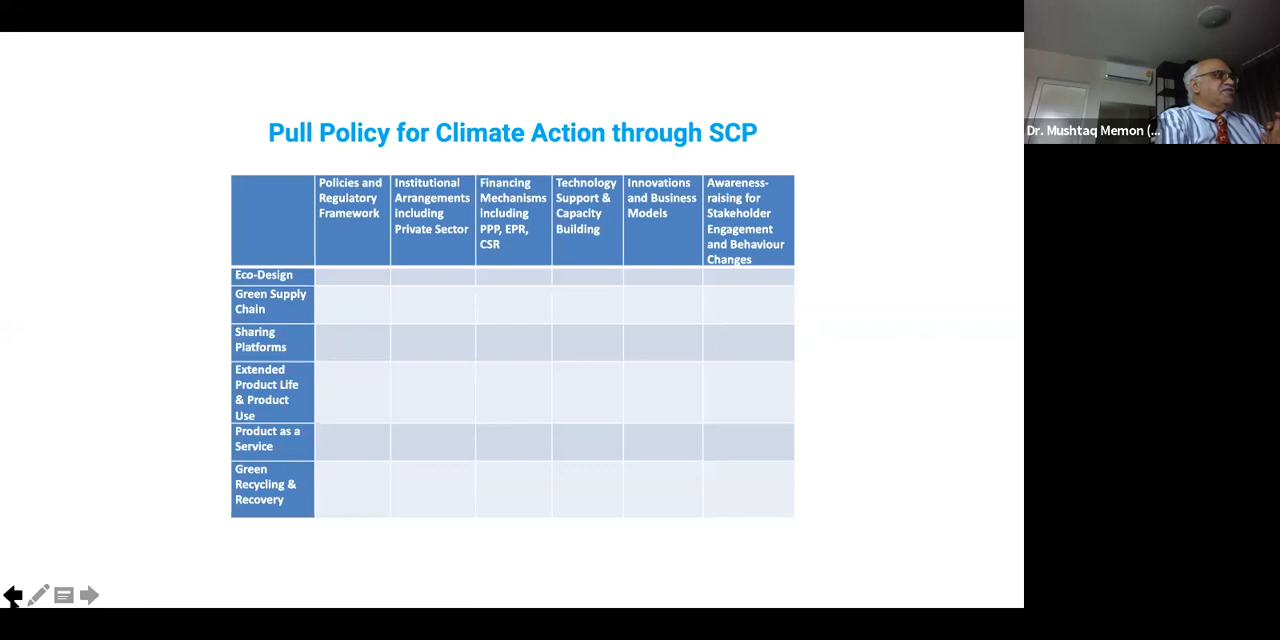 Pull Policy for Climate Action through SCP
Policies and
Regulatory
Framework
Institutional
Arrangements
including
Private Sector
Financing
Mechanisms
including
PPP, EPR,
CSR
Technology
Support &
Capacity
Building
Innovations
and Business
Models
Awareness-
raising for
Stakeholder
Engagement
and Behaviour
Changes
Eco-Design
Green Supply
Chain
Sharing
Platforms
Extended
Product Life
& Product
Use
Product as a
Service
Green
Recycling &
Recovery
Dr. Mushtaq Memon (...